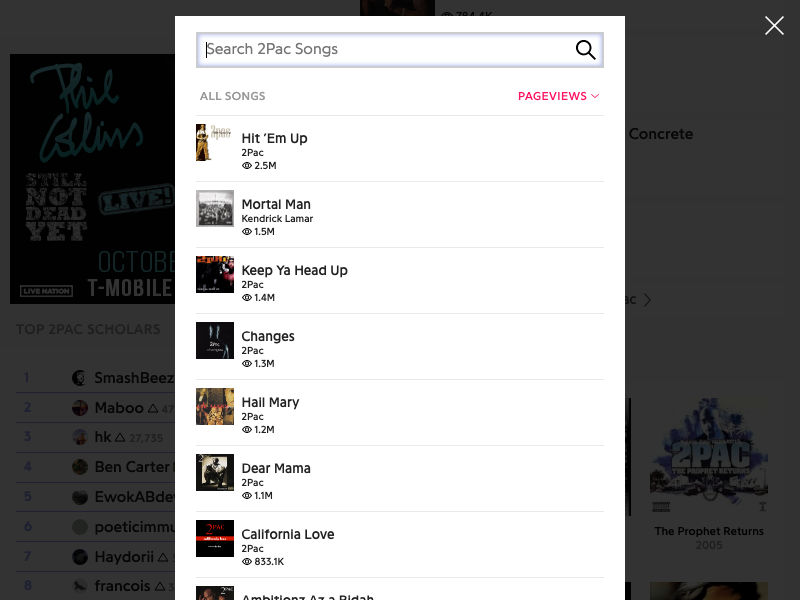 784.4K
Search 2Pac Songs
ALL SONGS
PAGEVIEWS
Hit 'Em Up
2Pac
2.5M
Mortal Man
Kendrick Lamar
1.5M
Keep Ya Head Up
2Pac
1.4M
Changes
2Pac
1.3M
Hail Mary
2Pac
1.2M
Dear Mama
2Pac
1.1M
California Love
2Pac
833.1K
Ambitionz Az a Ridah
Phil
Collins
STILL
NOT
DEAD
YET
LIVE!
OCTOBE
LIVE NATION
T-MOBILE
TOP 2PAC SCHOLARS
1 SmashBeez
2 Maboo 47
3 hk 27,735
4 Ben Carter
5 EwokABde
6 poeticimmu
7 Haydorii
8 francois
Concrete
ac
2PAC
THE PROPHET RETURNS
The Prophet Returns
2005